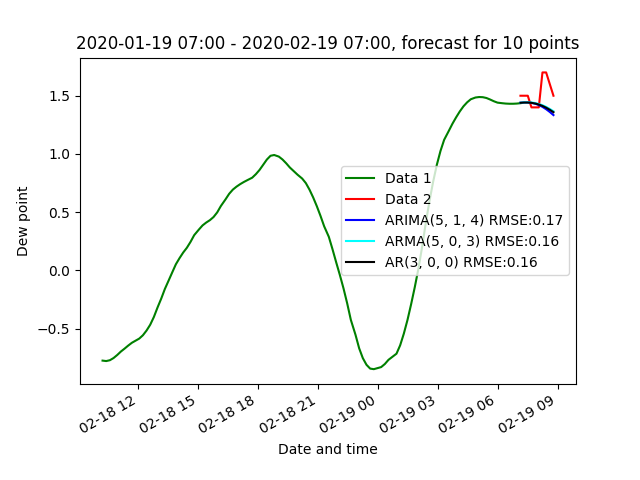 2020-01-19 07:00 - 2020-02-19 07:00, forecast for 10 points
1.5
1.0
0.5
0.0
−0.5
Dew point
Data 1
Data 2
ARIMA(5, 1, 4) RMSE:0.17
ARMA(5, 0, 3) RMSE:0.16
AR(3, 0, 0) RMSE:0.16
02-18 12
02-18 15
02-18 18
02-18 21
02-19 00
02-19 03
02-19 06
02-19 09
Date and time